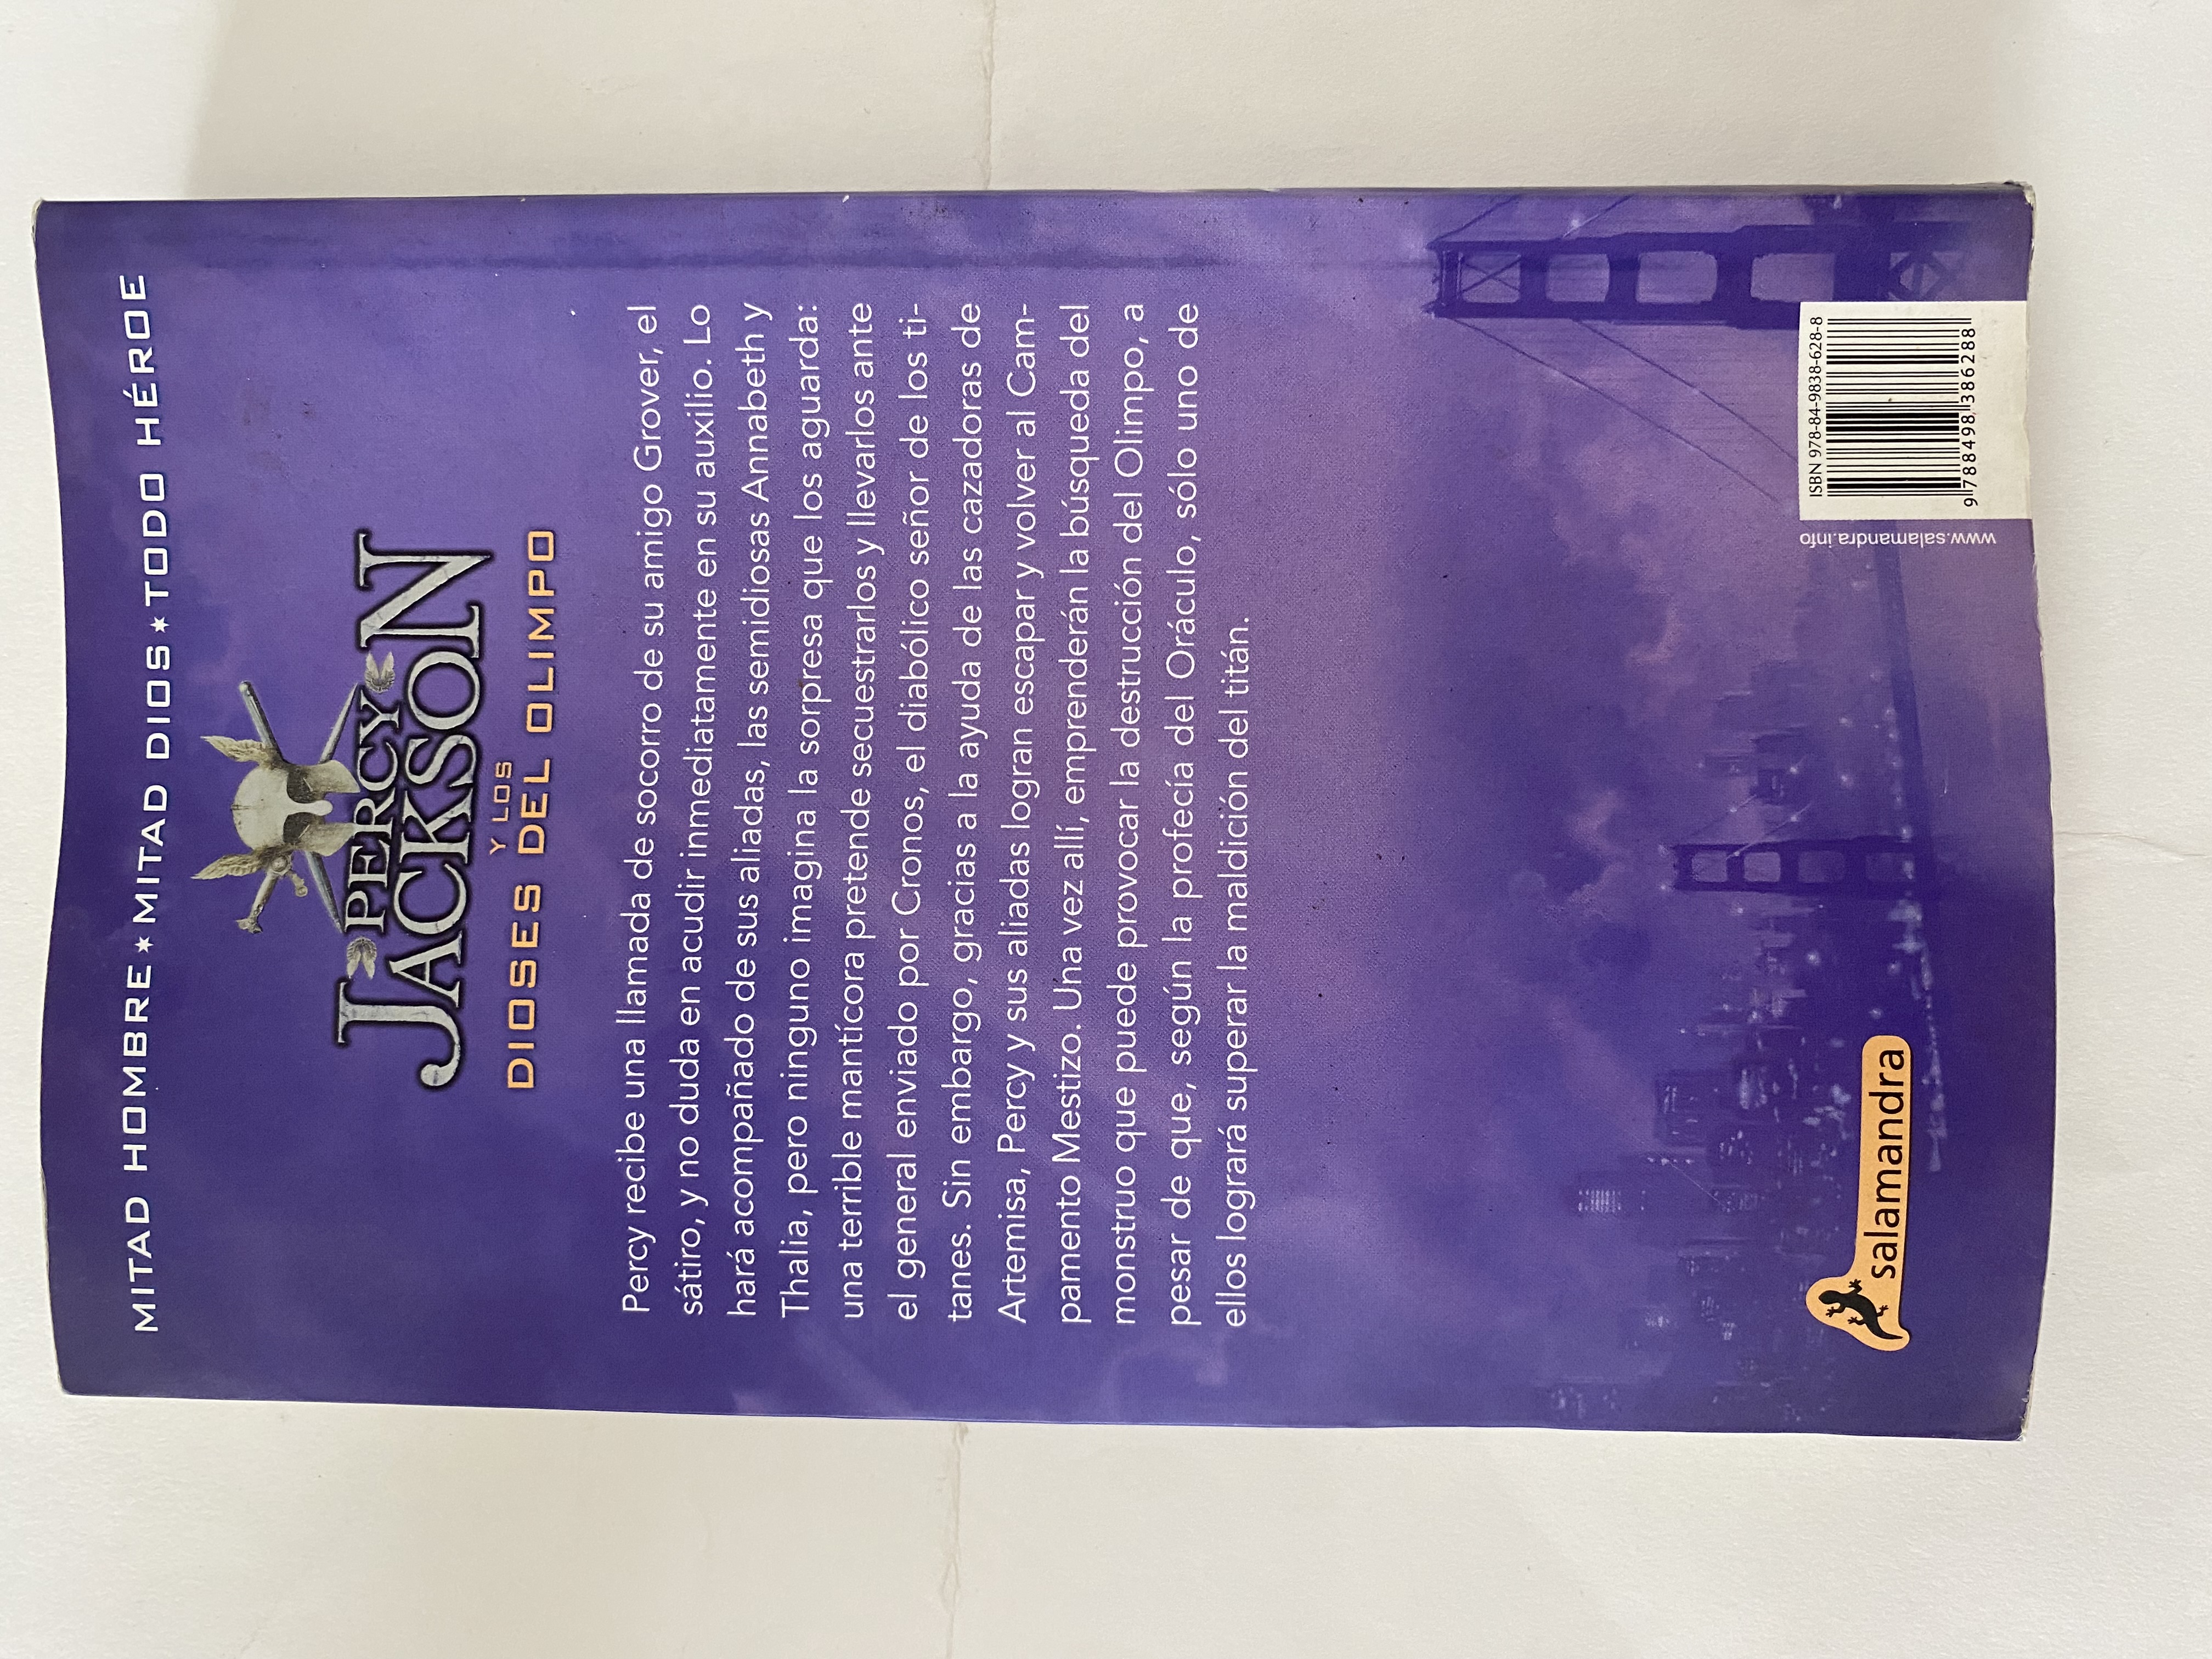 MITAD HOMBRE ★ MITAD DIOS ★ TODO HÉROE
PERCY
JACKSON
Y LOS
DIOSES DEL OLIMPO
Percy recibe una llamada de socorro de su amigo Grover, el
sátiro, y no duda en acudir inmediatamente en su auxilio. Lo
hará acompañado de sus aliadas, las semidiosas Annabeth y
Thalia, pero ninguno imagina la sorpresa que los aguarda:
una terrible mantícora pretende secuestrarlos y llevarlos ante
el general enviado por Cronos, el diabólico señor de los ti-
tanes. Sin embargo, gracias a la ayuda de las cazadoras de
Artemisa, Percy y sus aliadas logran escapar y volver al Cam-
pamento Mestizo. Una vez allí, emprenderán la búsqueda del
monstruo que puede provocar la destrucción del Olimpo, a
pesar de que, según la profecía del Oráculo, sólo uno de
ellos logrará superar la maldición del titán.
salamandra
www.salamandra.info
ISBN 978-84-9838-628-8
9 788498 386288